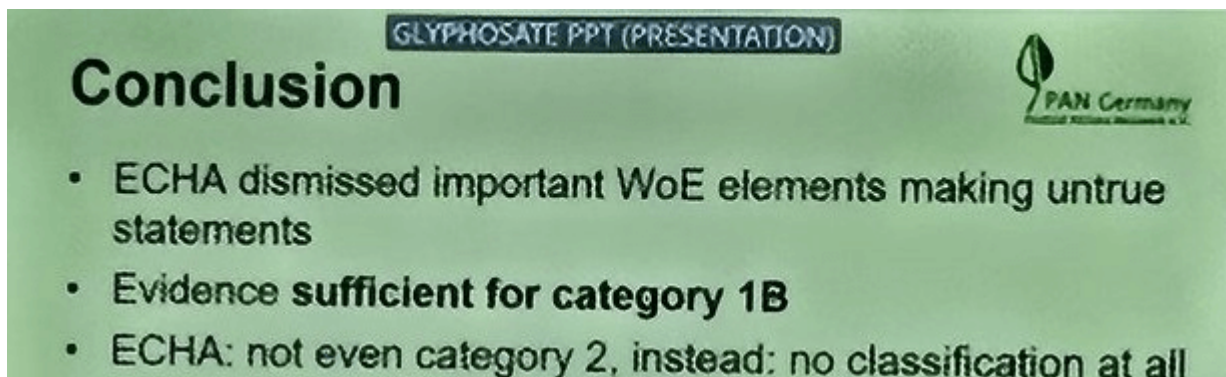 GLYPHOSATE PPT (PRESENTATION)
Conclusion
PAN Germany
• ECHA dismissed important WoE elements making untrue
statements
• Evidence sufficient for category 1B
• ECHA: not even category 2, instead: no classification at all